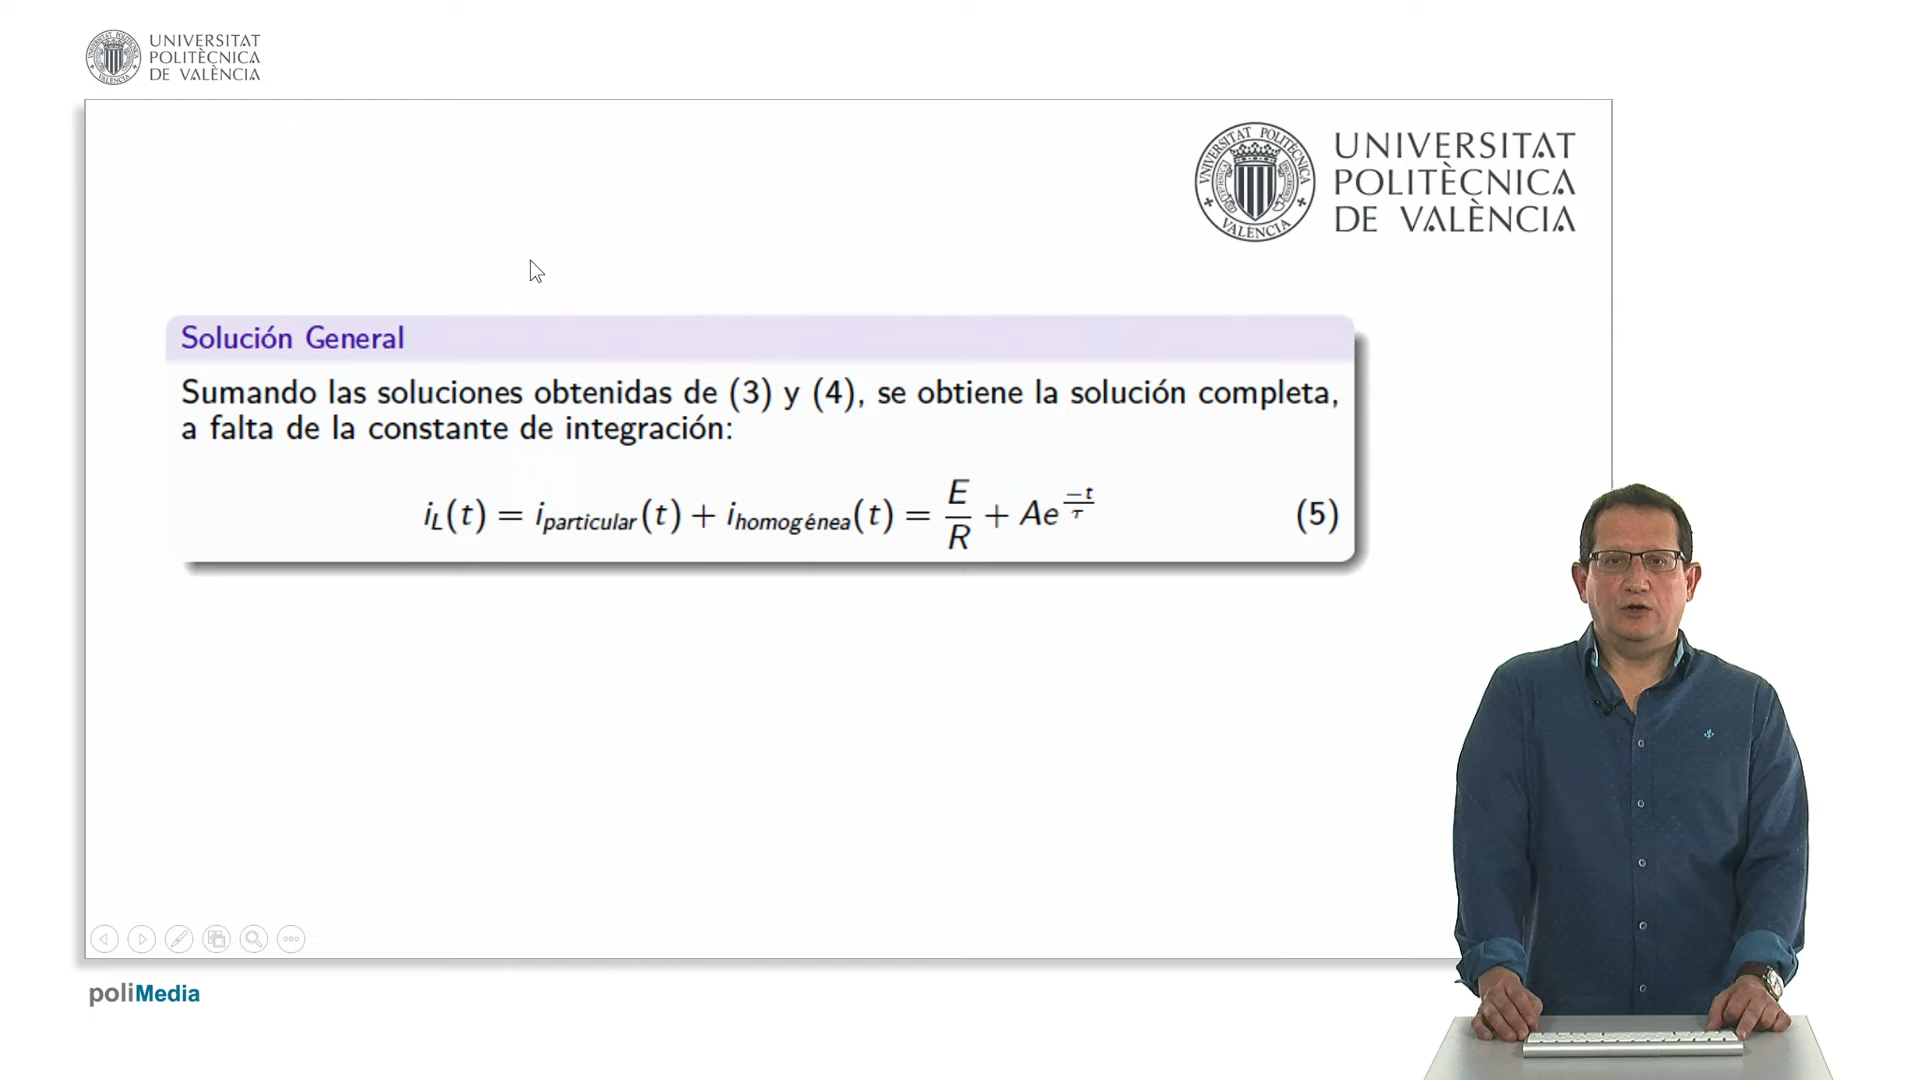 UNIVERSITAT
POLITÈCNICA
DE VALÈNCIA
UNIVERSITAT
POLITÈCNICA
DE VALÈNCIA
Solución General
Sumando las soluciones obtenidas de (3) y (4), se obtiene la solución completa,
a falta de la constante de integración:
i_L(t) = i_particular(t) + i_homogénea(t) = E/R + Ae^(-t/τ) (5)
poliMedia